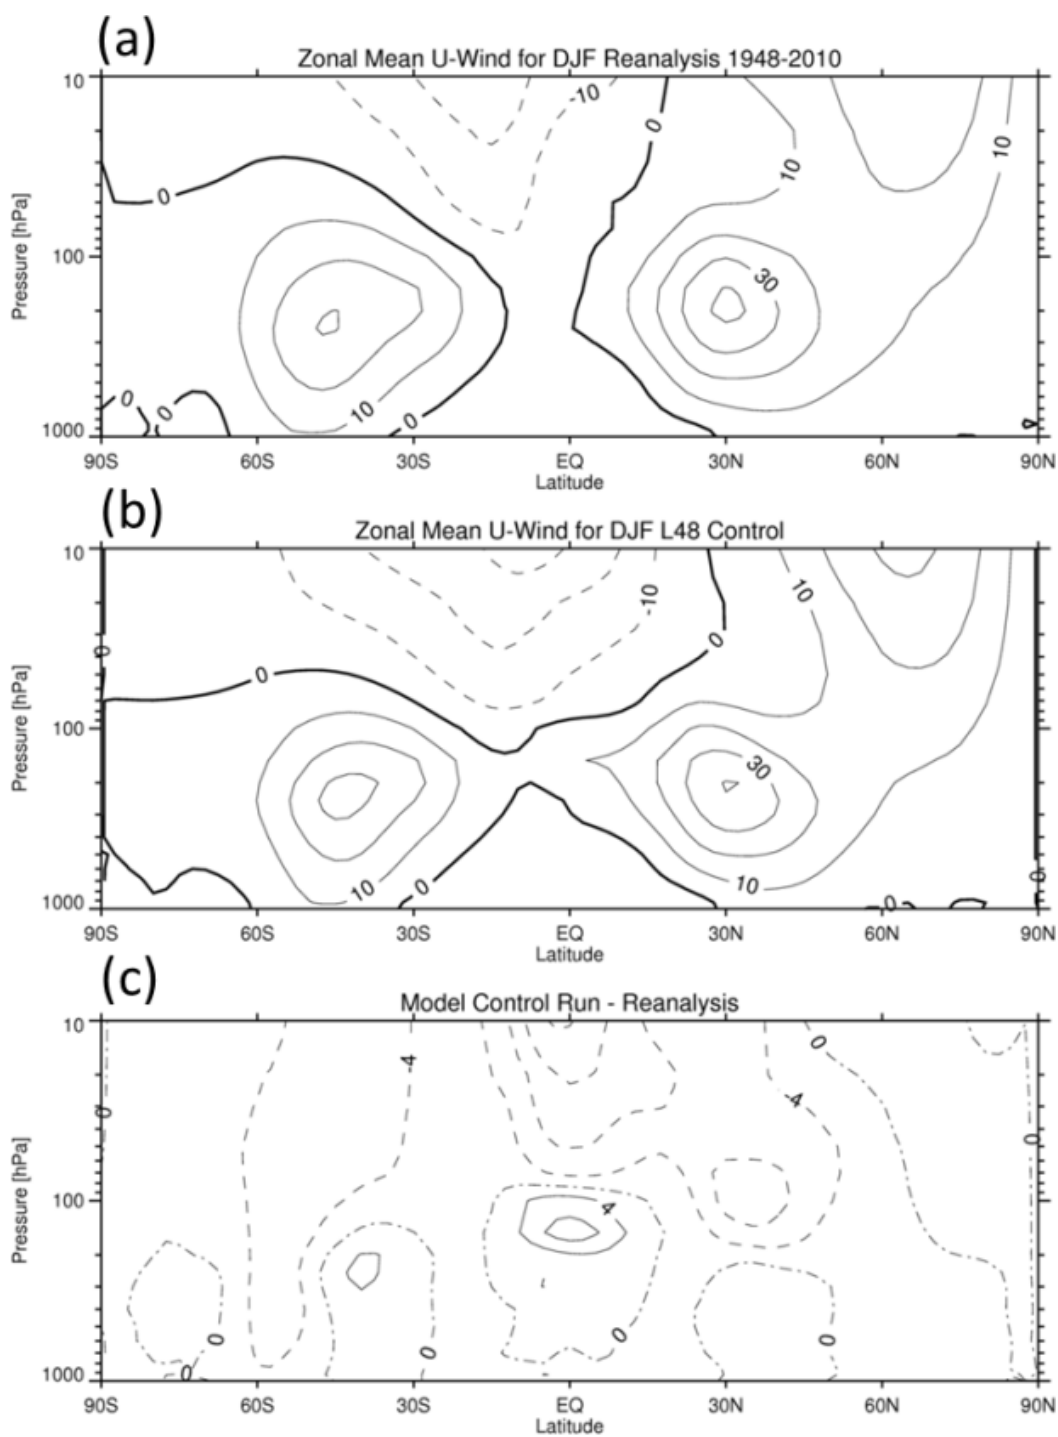 (a)
Zonal Mean U-Wind for DJF Reanalysis 1948-2010
10
100
1000
Pressure [hPa]
0
0
0
10
0
-10
0
10
30
10
90S
60S
30S
EQ
30N
60N
90N
Latitude
(b)
Zonal Mean U-Wind for DJF L48 Control
10
100
1000
Pressure [hPa]
0
0
10
0
-10
0
10
30
10
0
0
90S
60S
30S
EQ
30N
60N
90N
Latitude
(c)
Model Control Run - Reanalysis
10
100
1000
Pressure [hPa]
0
0
0
-4
0
4
0
-4
0
0
0
90S
60S
30S
EQ
30N
60N
90N
Latitude